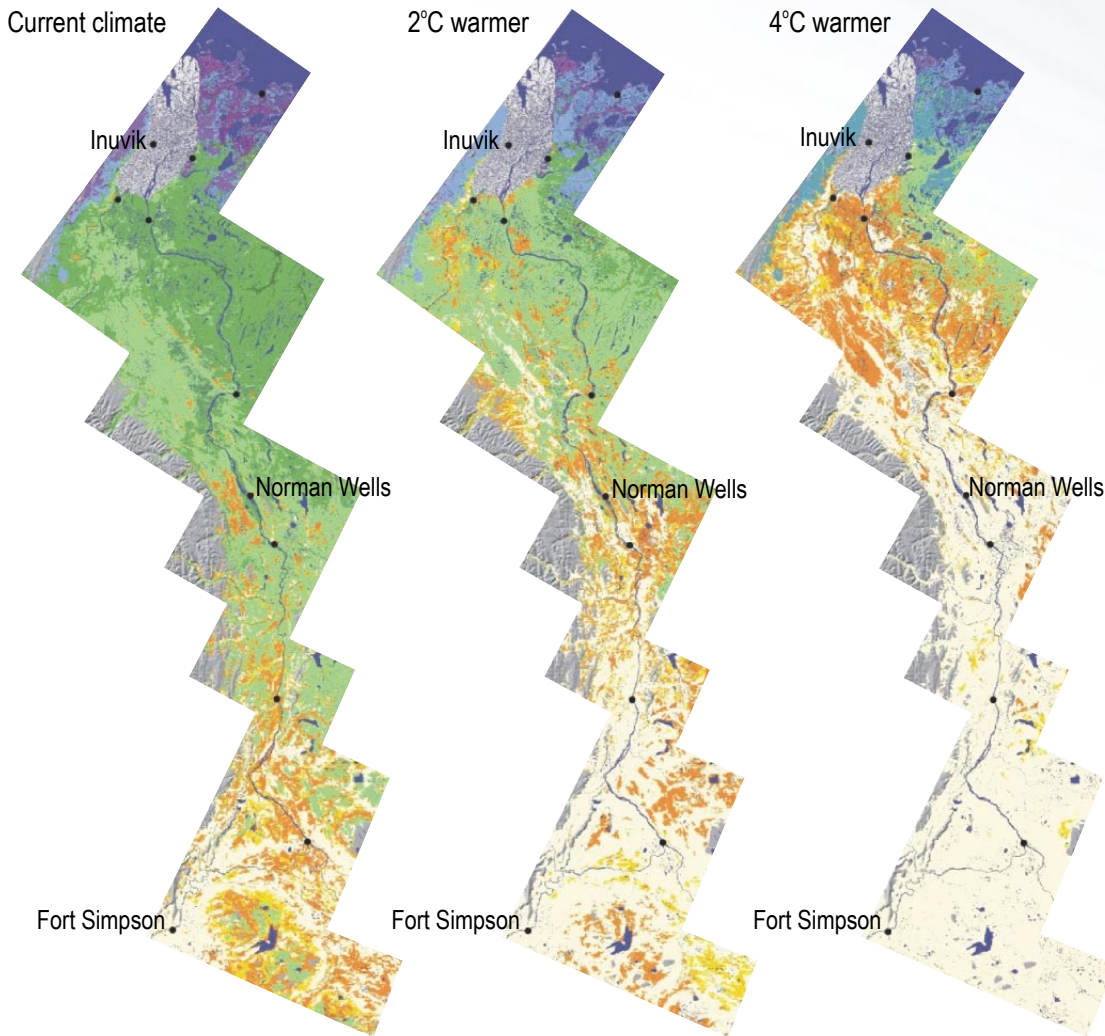 Current climate
2°C warmer
4°C warmer
Inuvik
Inuvik
Inuvik
Norman Wells
Norman Wells
Norman Wells
Fort Simpson
Fort Simpson
Fort Simpson